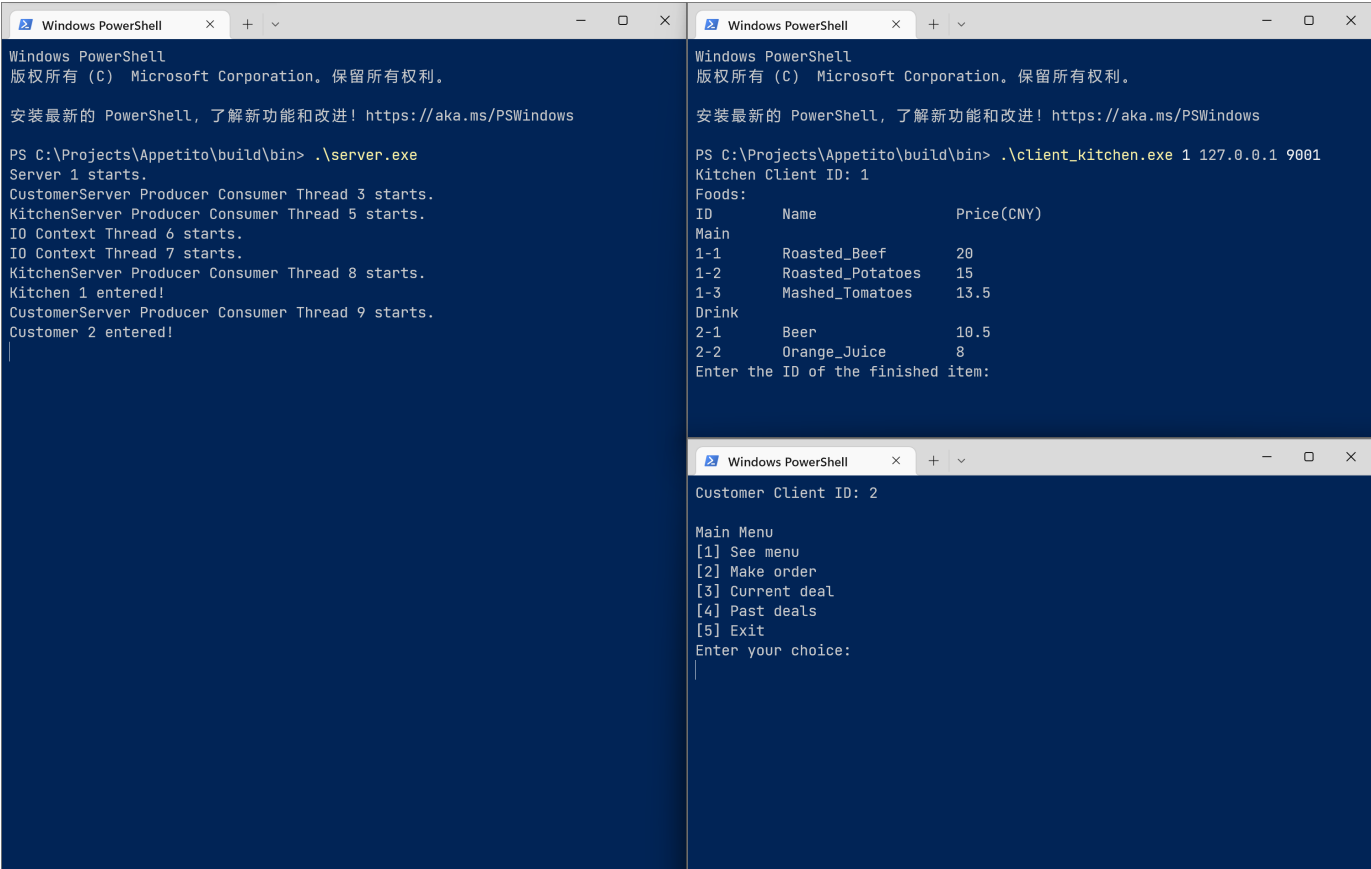 Windows PowerShell
Windows PowerShell
版权所有 (C) Microsoft Corporation。保留所有权利。
安装最新的 PowerShell，了解新功能和改进！https://aka.ms/PSWindows
PS C:\Projects\Appetito\build\bin> .\server.exe
Server 1 starts.
CustomerServer Producer Consumer Thread 3 starts.
KitchenServer Producer Consumer Thread 5 starts.
IO Context Thread 6 starts.
IO Context Thread 7 starts.
KitchenServer Producer Consumer Thread 8 starts.
Kitchen 1 entered!
CustomerServer Producer Consumer Thread 9 starts.
Customer 2 entered!
Windows PowerShell
Windows PowerShell
版权所有 (C) Microsoft Corporation。保留所有权利。
安装最新的 PowerShell，了解新功能和改进！https://aka.ms/PSWindows
PS C:\Projects\Appetito\build\bin> .\client_kitchen.exe 1 127.0.0.1 9001
Kitchen Client ID: 1
Foods:
ID Name Price(CNY)
Main
1-1 Roasted_Beef 20
1-2 Roasted_Potatoes 15
1-3 Mashed_Tomatoes 13.5
Drink
2-1 Beer 10.5
2-2 Orange_Juice 8
Enter the ID of the finished item:
Windows PowerShell
Customer Client ID: 2
Main Menu
[1] See menu
[2] Make order
[3] Current deal
[4] Past deals
[5] Exit
Enter your choice: